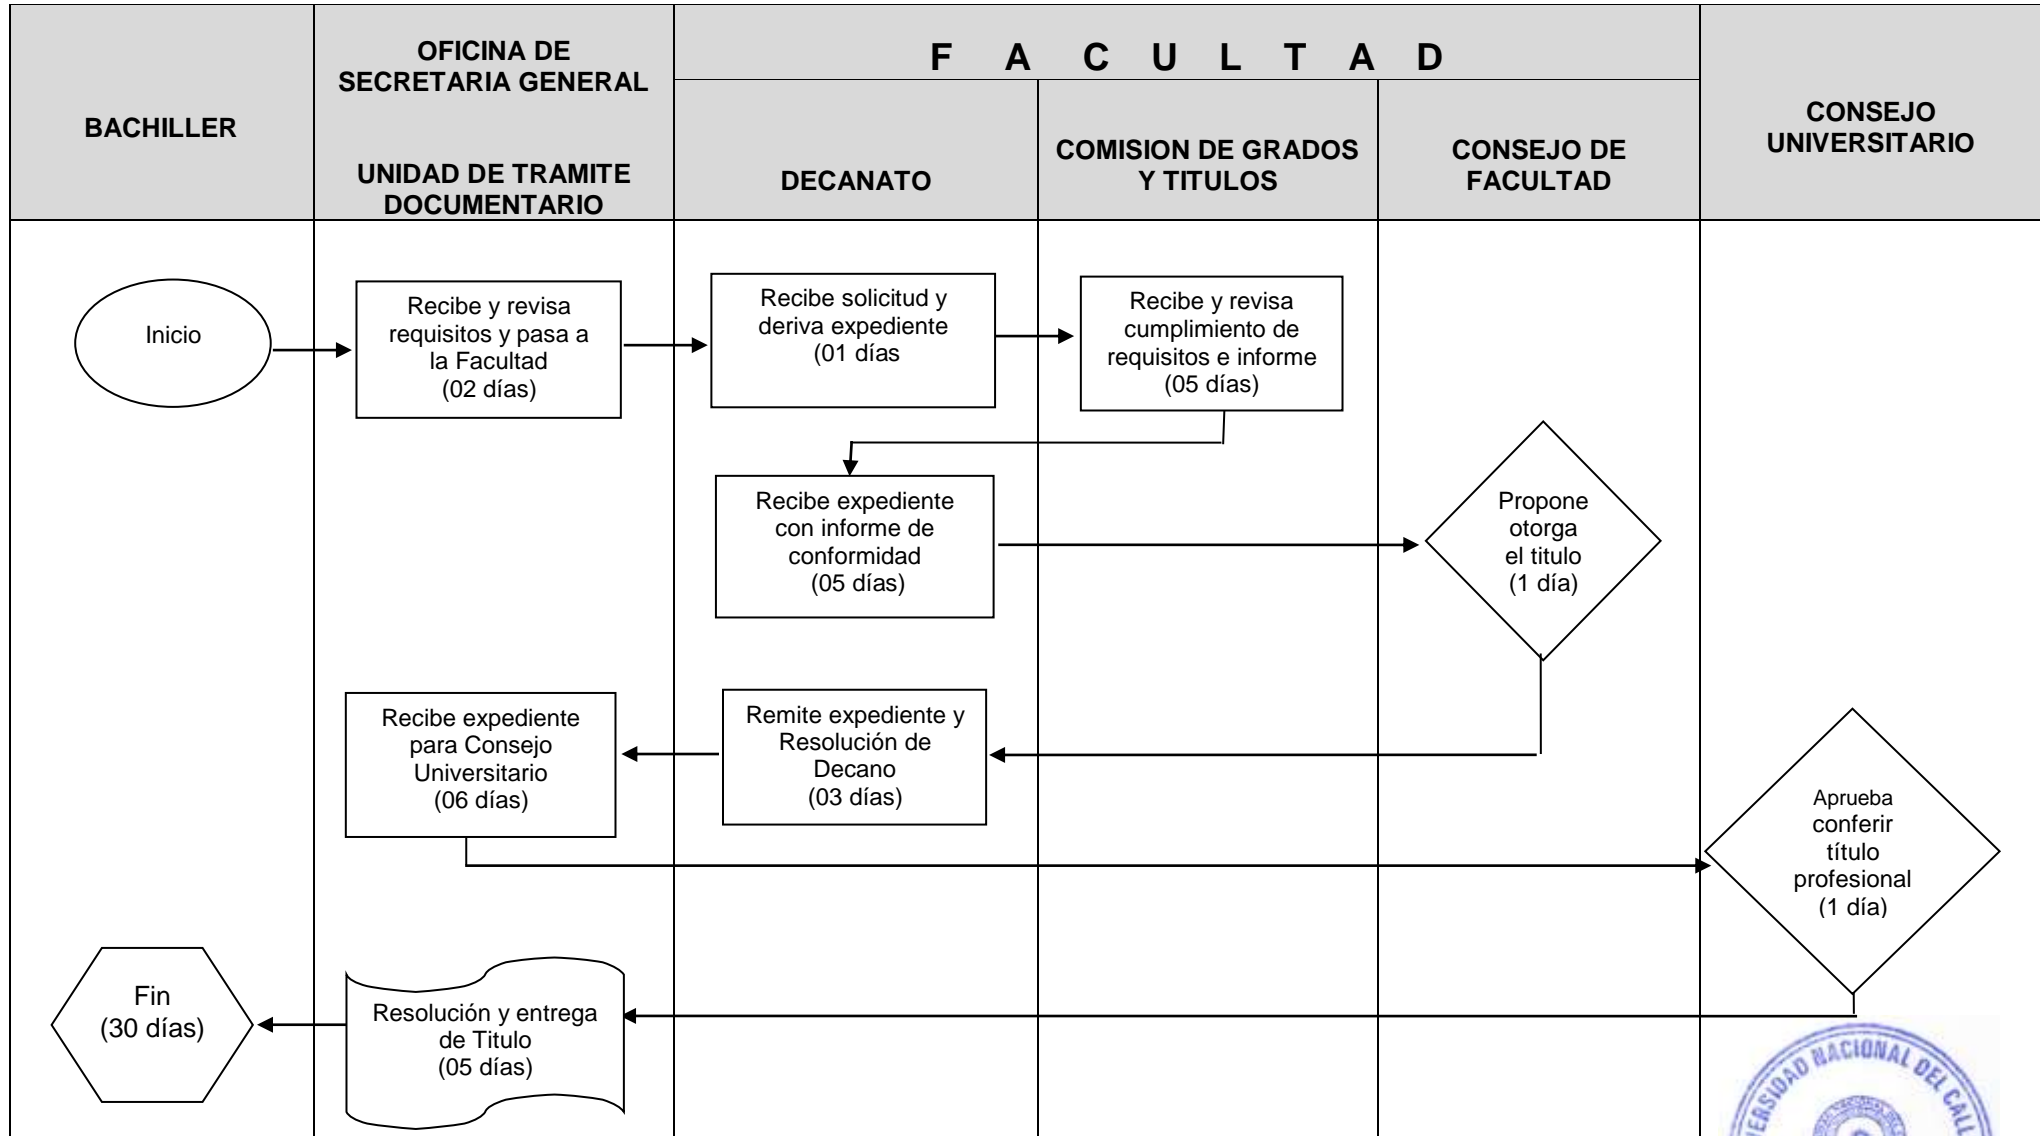 BACHILLER
OFICINA DE
SECRETARIA GENERAL
UNIDAD DE TRAMITE
DOCUMENTARIO
F A C U L T A D
DECANATO
COMISION DE GRADOS
Y TITULOS
CONSEJO DE
FACULTAD
CONSEJO
UNIVERSITARIO
Inicio
Recibe y revisa
requisitos y pasa a
la Facultad
(02 días)
Recibe solicitud y
deriva expediente
(01 días
Recibe y revisa
cumplimiento de
requisitos e informe
(05 días)
Recibe expediente
con informe de
conformidad
(05 días)
Propone
otorga
el titulo
(1 día)
Remite expediente y
Resolución de
Decano
(03 días)
Recibe expediente
para Consejo
Universitario
(06 días)
Aprueba
conferir
título
profesional
(1 día)
Resolución y entrega
de Titulo
(05 días)
Fin
(30 días)
NACIONAL DEL